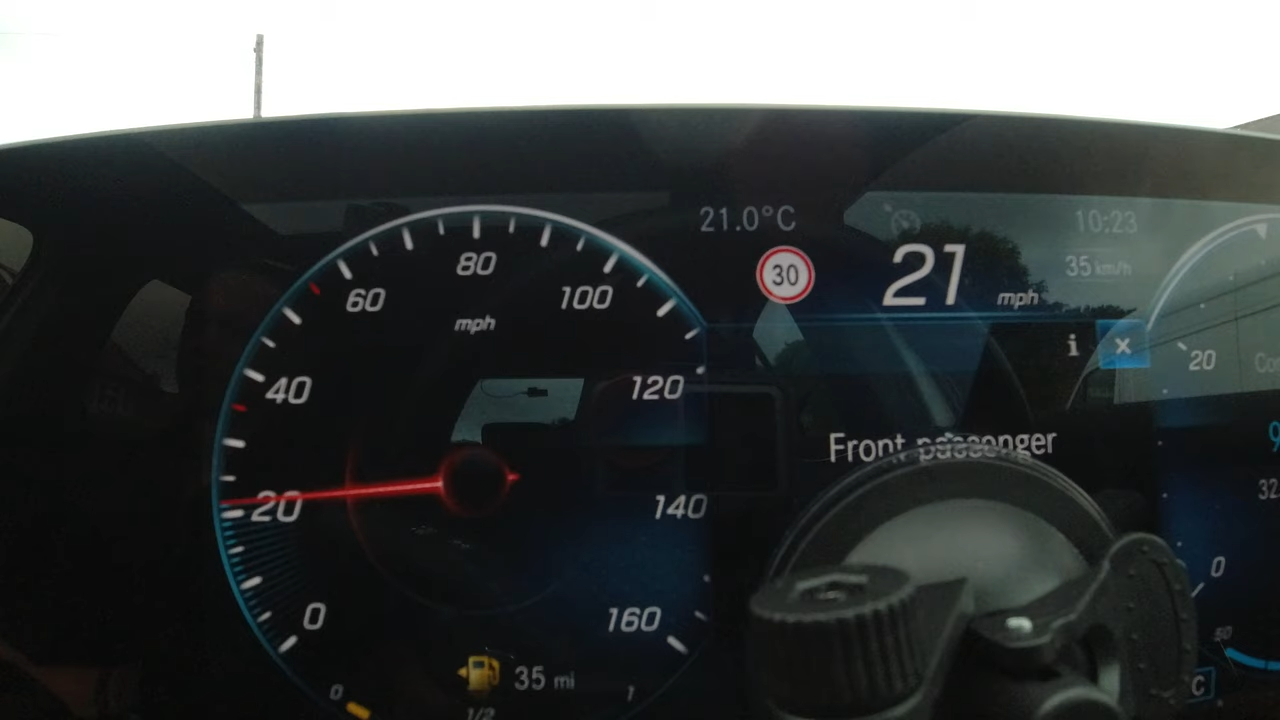 21.0°C
10:23
30
21 mph
35 km/h
80
60
100
mph
i
x
20
40
120
Front passenger
20
140
0
0
160
35 mi
0
1/2
1
C